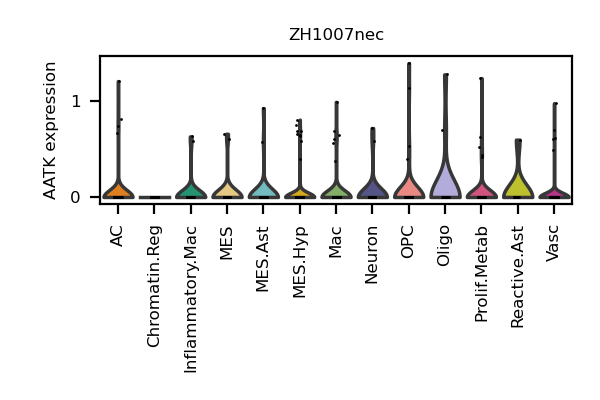 ZH1007nec
AATK expression
1
0
AC
Chromatin.Reg
Inflammatory.Mac
MES
MES.Ast
MES.Hyp
Mac
Neuron
OPC
Oligo
Prolif.Metab
Reactive.Ast
Vasc